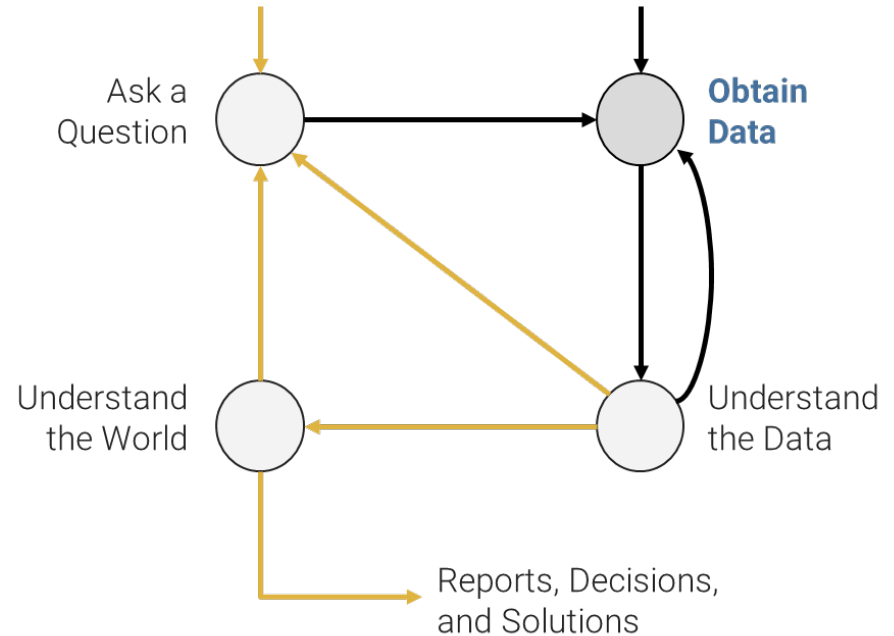 Ask a
Question
Obtain
Data
Understand
the World
Understand
the Data
Reports, Decisions,
and Solutions